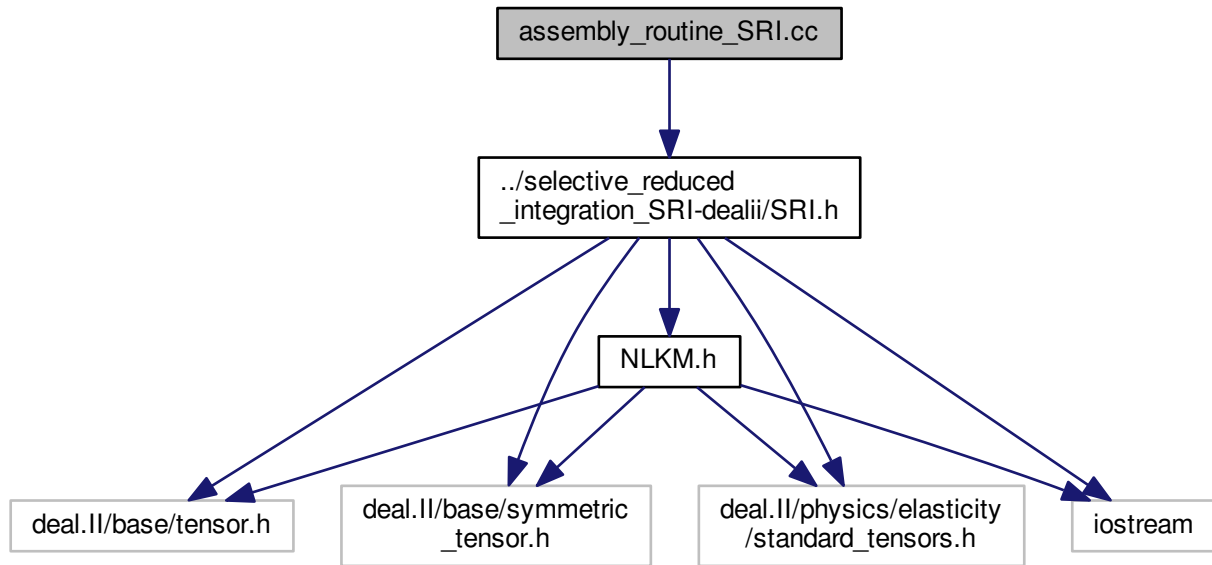 assembly_routine_SRI.cc
../selective_reduced
_integration_SRI-dealii/SRI.h
NLKM.h
deal.II/base/tensor.h
deal.II/base/symmetric
_tensor.h
deal.II/physics/elasticity
/standard_tensors.h
iostream